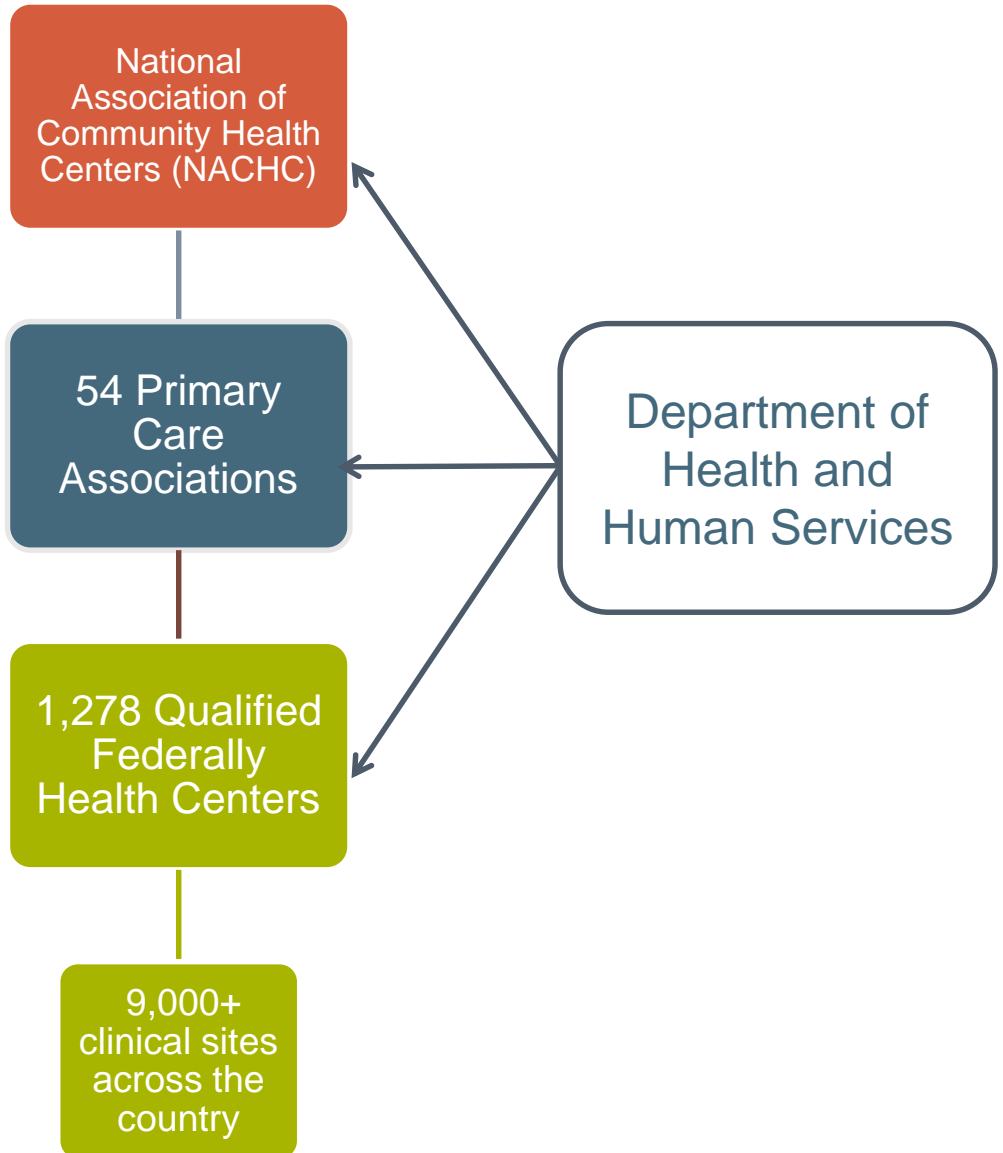 National
Association of
Community Health
Centers (NACHC)
54 Primary
Care
Associations
Department of
Health and
Human Services
1,278 Qualified
Federally
Health Centers
9,000+
clinical sites
across the
country